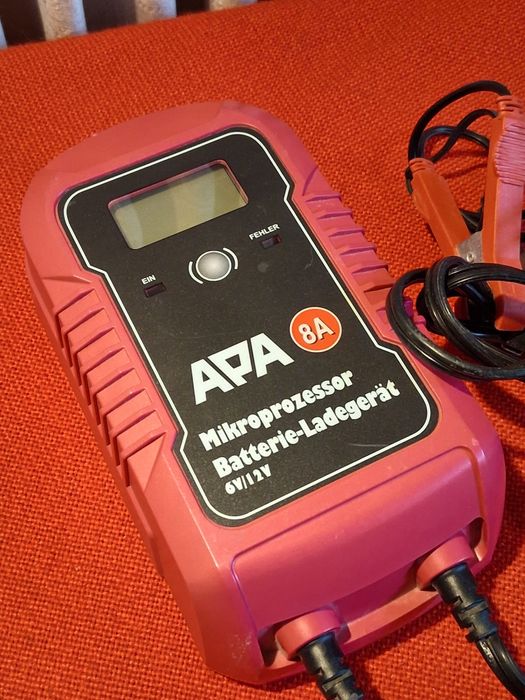 FEHLER
EIN
APA 8A
Mikroprozessor
Batterie-Ladegerät
6V/12V